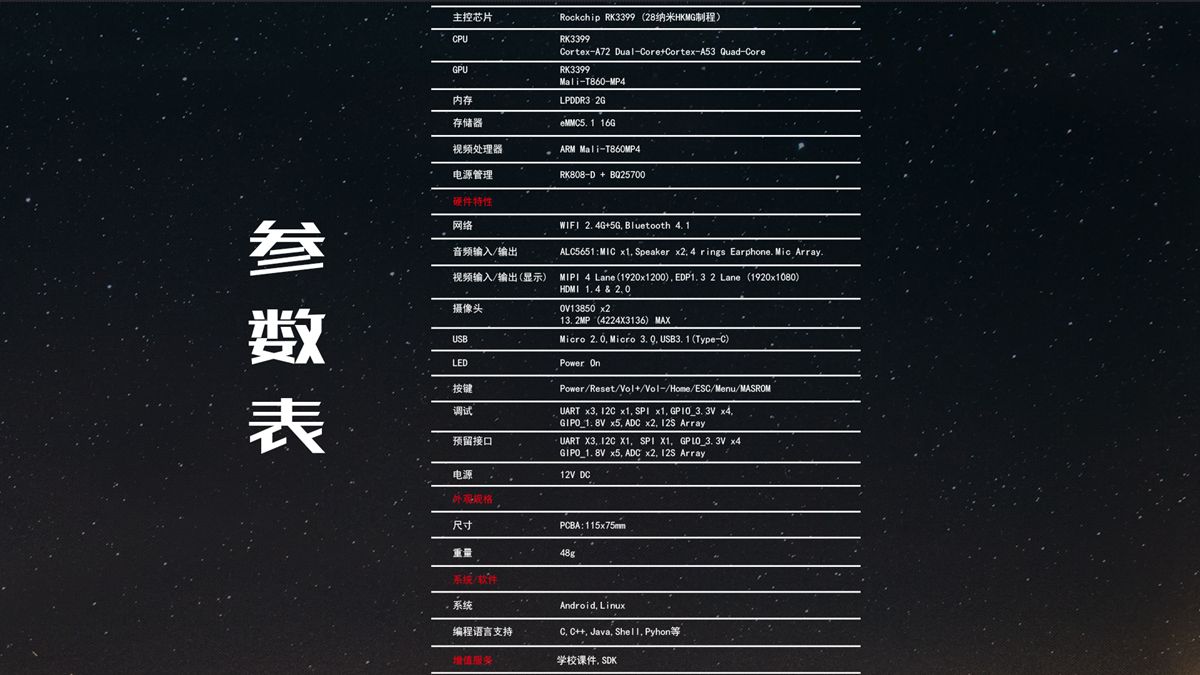 参数表
主控芯片 Rockchip RK3399 (28纳米HKMG制程)
CPU RK3399
Cortex-A72 Dual-Core+Cortex-A53 Quad-Core
GPU RK3399
Mali-T860-MP4
内存 LPDDR3 2G
存储器 eMMC5.1 16G
视频处理器 ARM Mali-T860MP4
电源管理 RK808-D + BQ25700
硬件特性
网络 WIFI 2.4G+5G,Bluetooth 4.1
音频输入/输出 ALC5651:MIC x1,Speaker x2,4 rings Earphone.Mic Array.
视频输入/输出(显示) MIPI 4 Lane(1920x1200),EDP1.3 2 Lane (1920x1080)
HDMI 1.4 & 2.0
摄像头 OV13850 x2
13.2MP (4224X3136) MAX
USB Micro 2.0,Micro 3.0,USB3.1(Type-C)
LED Power On
按键 Power/Reset/Vol+/Vol-/Home/ESC/Menu/MASROM
调试 UART x3,I2C x1,SPI x1,GPIO_3.3V x4,
GIPO_1.8V x5,ADC x2,I2S Array
预留接口 UART X3,I2C X1, SPI X1, GPIO_3.3V x4
GIPO_1.8V x5,ADC x2,I2S Array
电源 12V DC
外观规格
尺寸 PCBA:115x75mm
重量 48g
系统/软件
系统 Android,Linux
编程语言支持 C,C++,Java,Shell,Pyhon等
增值服务 学校课件,SDK